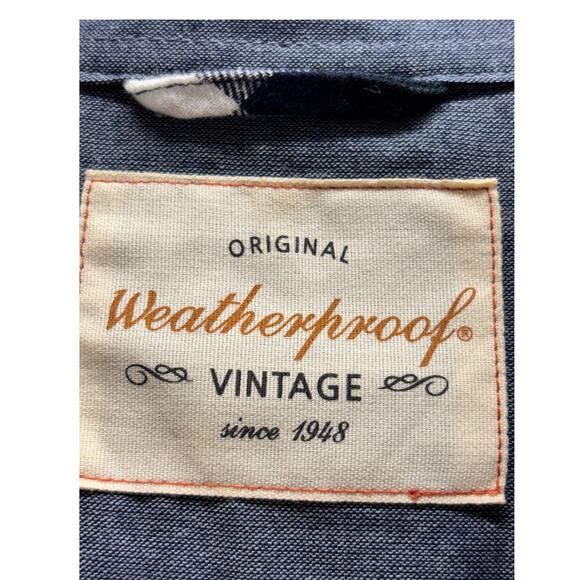 ORIGINAL
Weatherproof®
VINTAGE
since 1948